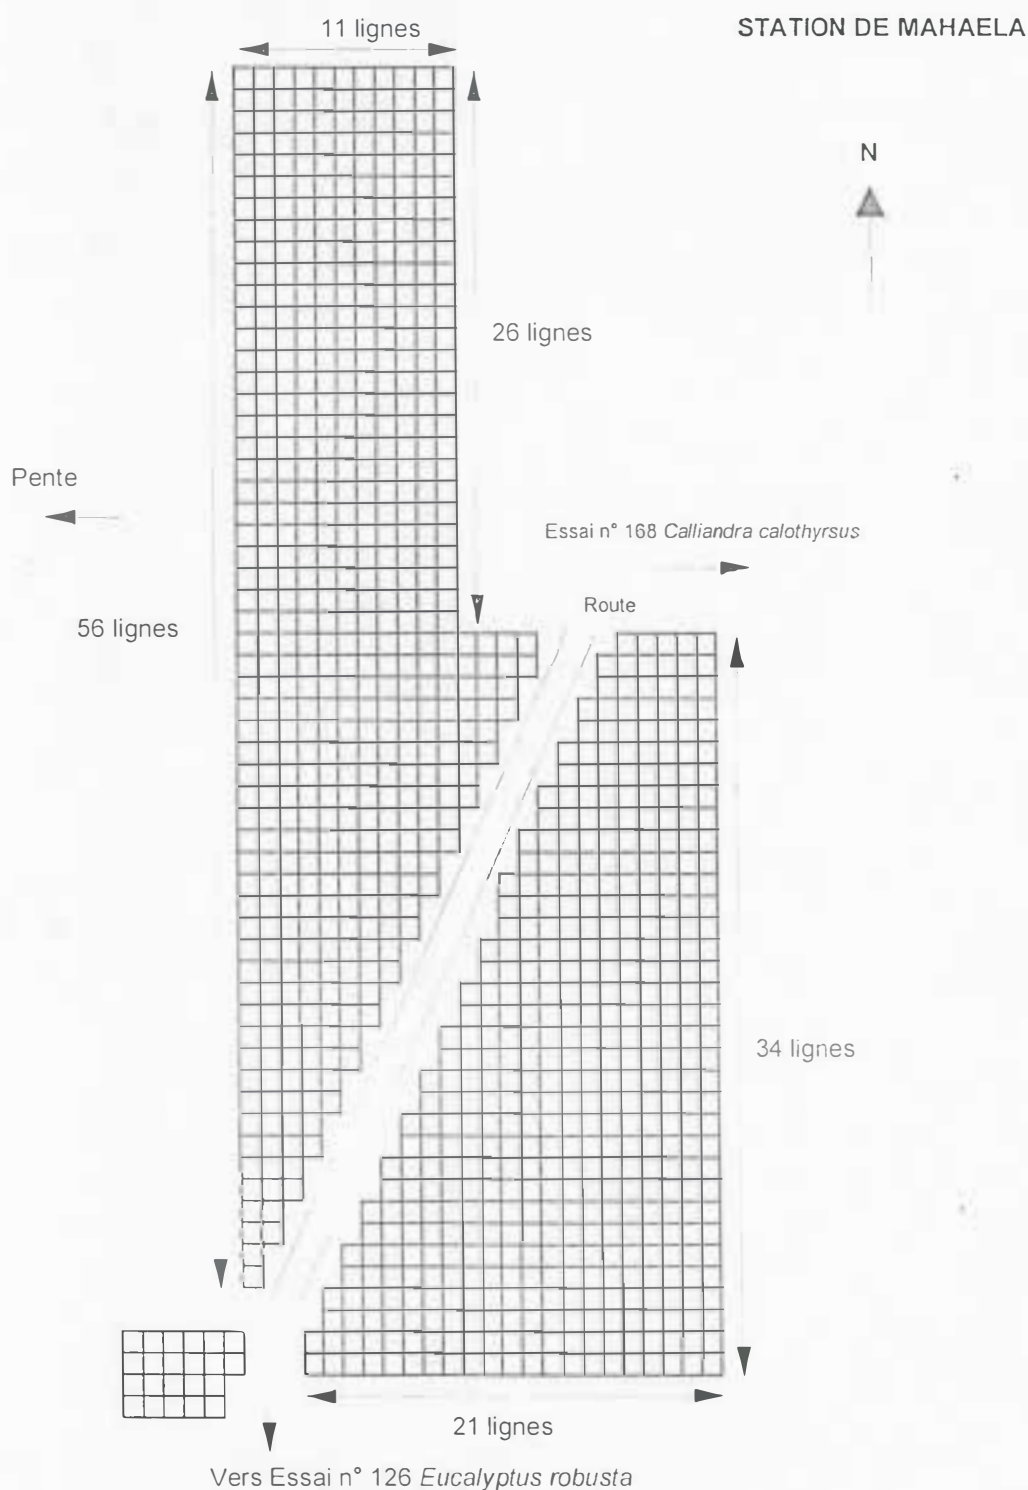 11 lignes
STATION DE MAHAELA
N
26 lignes
Pente
Essai n° 168 Calliandra calothyrsus
Route
56 lignes
34 lignes
21 lignes
Vers Essai n° 126 Eucalyptus robusta